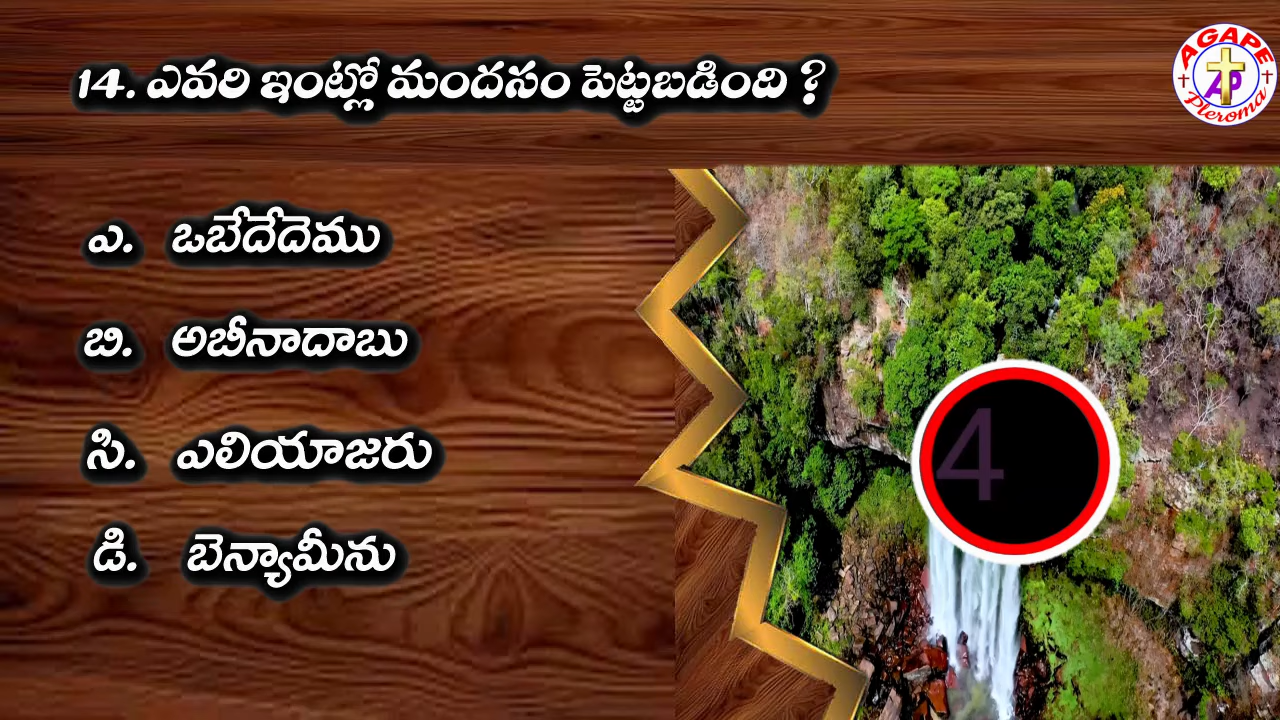 14. ఎవరి ఇంట్లో మందసం పెట్టబడింది ?
AGAPE
AP
Pleroma
ఎ. ఒబేదేదెము
బి. అబీనాదాబు
సి. ఎలియాజరు
డి. బెన్యామీను
4